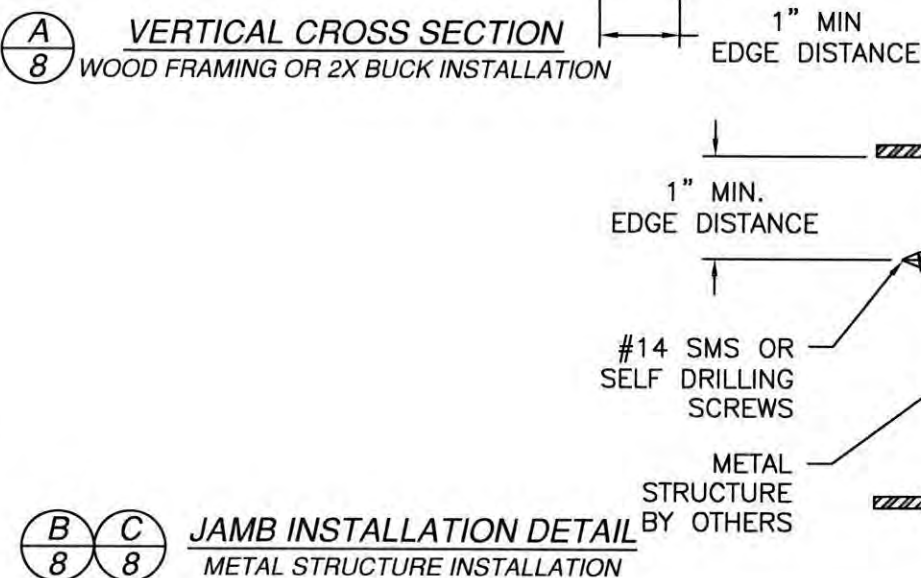 A
8
VERTICAL CROSS SECTION
WOOD FRAMING OR 2X BUCK INSTALLATION
1" MIN
EDGE DISTANCE
1" MIN.
EDGE DISTANCE
#14 SMS OR
SELF DRILLING
SCREWS
METAL
STRUCTURE
BY OTHERS
B C
8 8
JAMB INSTALLATION DETAIL
METAL STRUCTURE INSTALLATION